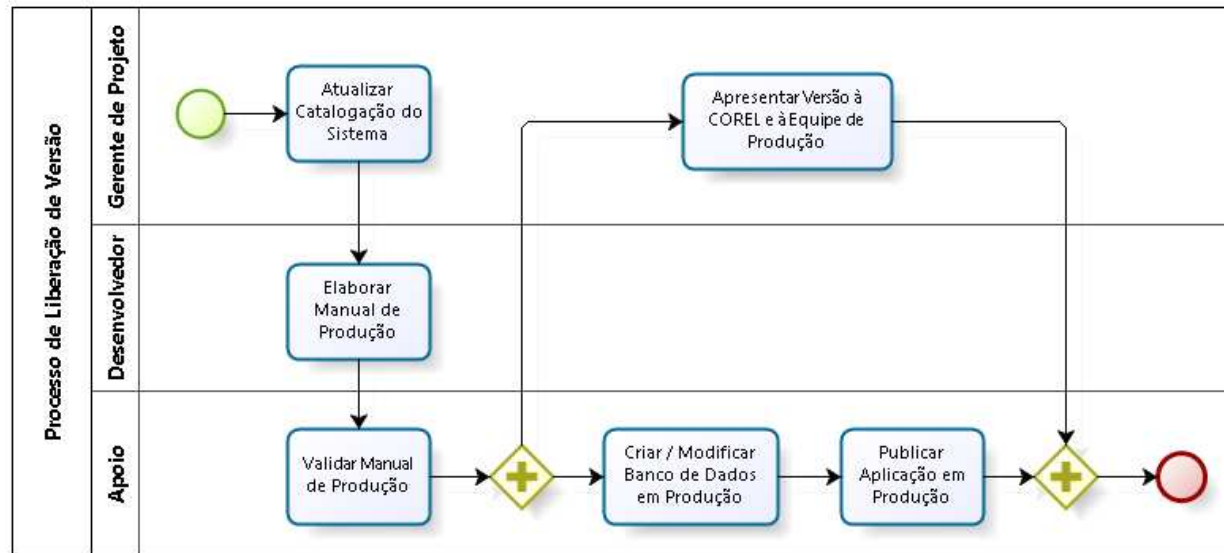 Processo de Liberação de Versão
Gerente de Projeto
Atualizar
Catalogação do
Sistema
Apresentar Versão à
COREL e à Equipe de
Produção
Desenvolvedor
Elaborar
Manual de
Produção
Apoio
Validar Manual
de Produção
Criar / Modificar
Banco de Dados
em Produção
Publicar
Aplicação em
Produção